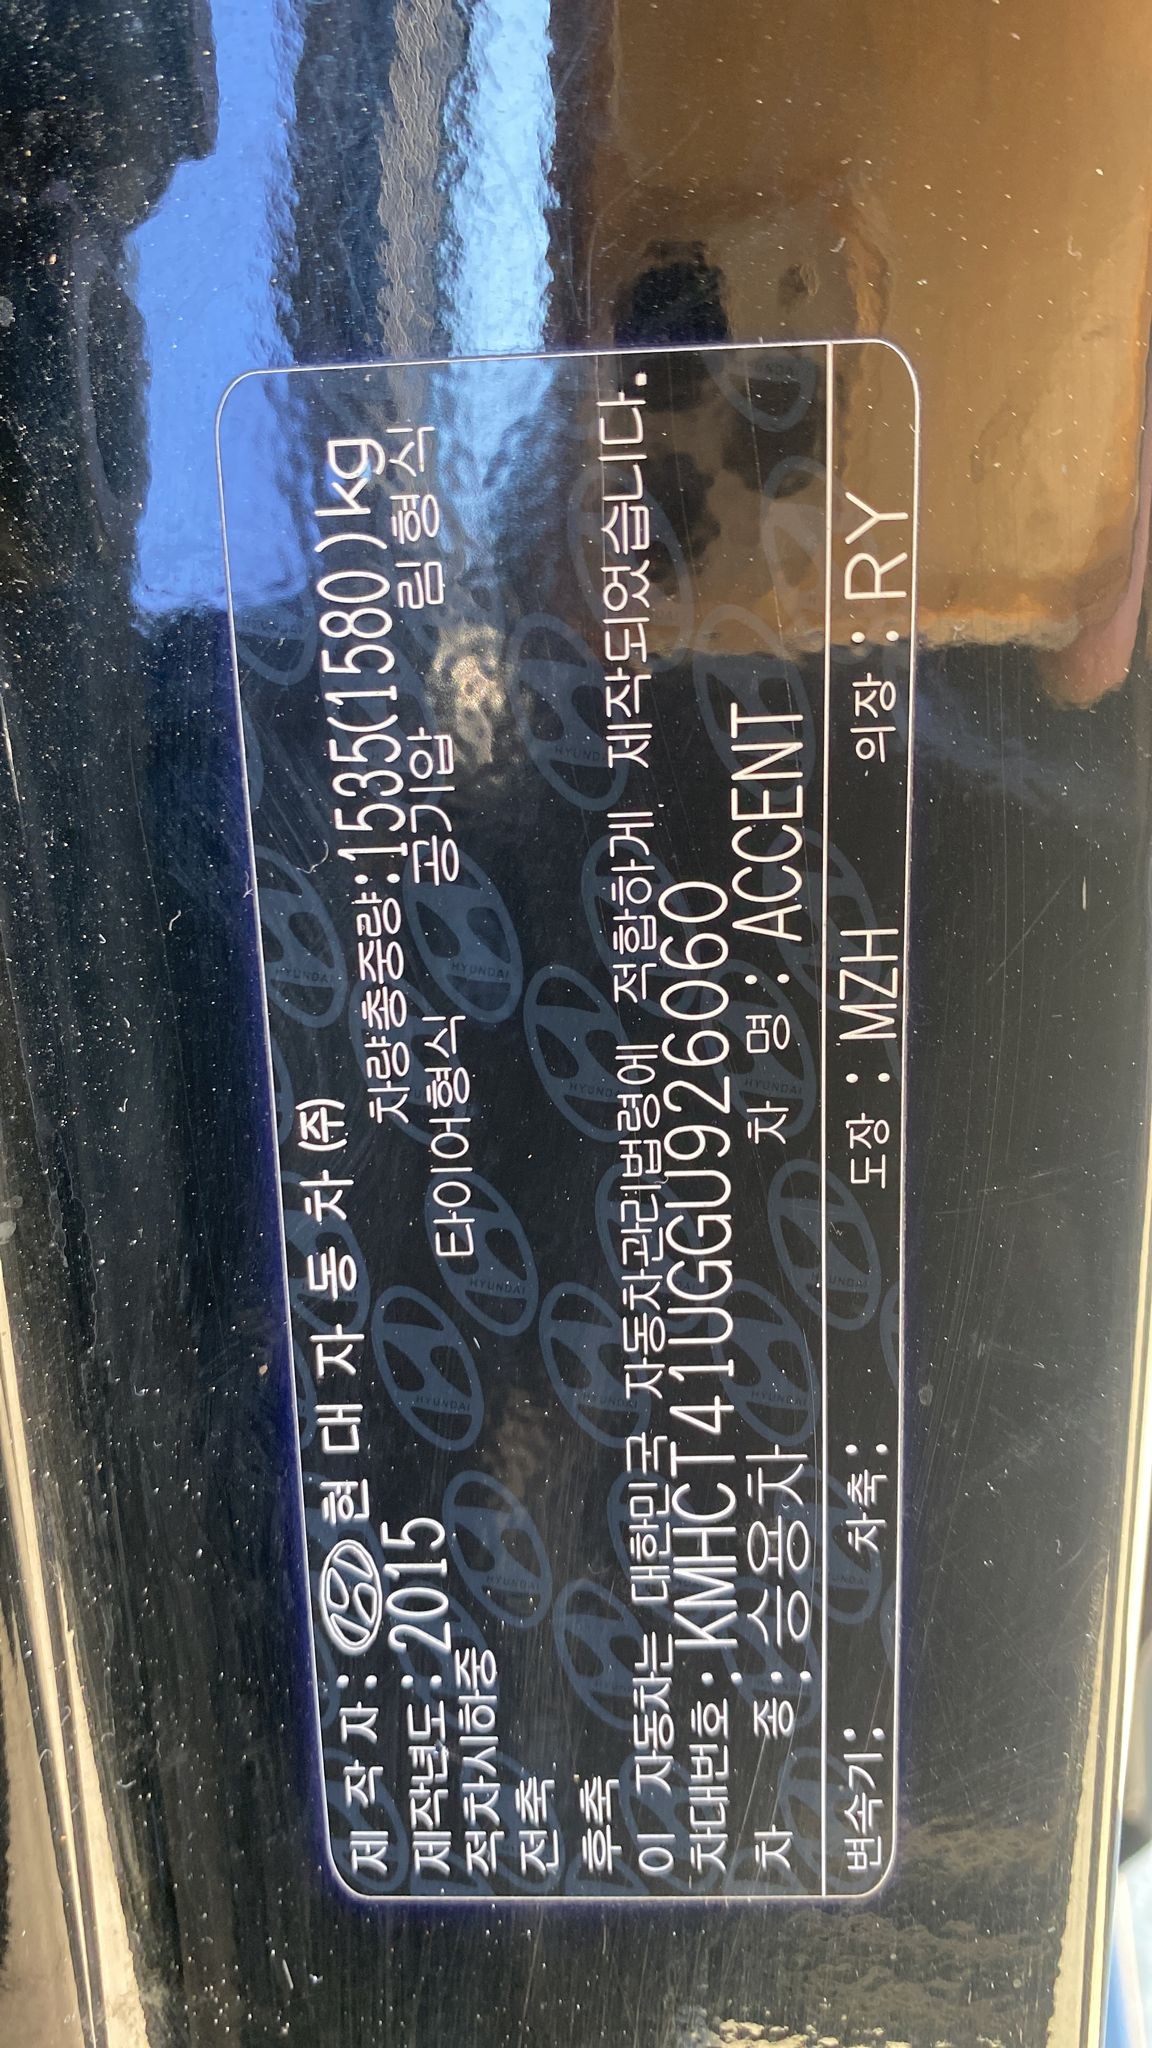 제 작 자 : 현 대 자 동 차 (주)
제작년도 : 2015 차량총중량 : 1535(1580)kg
적차시하중 타이어형식 공기압 림 형식
전축
후축
이 자동차는 대한민국 자동차관리법령에 적합하게 제작되었습니다.
차대번호 : KMHCT41UGGU926060
차 종 : 승용차 차 명 : ACCENT
변속기 : 차축 : 도장 : MZH 의장 : RY